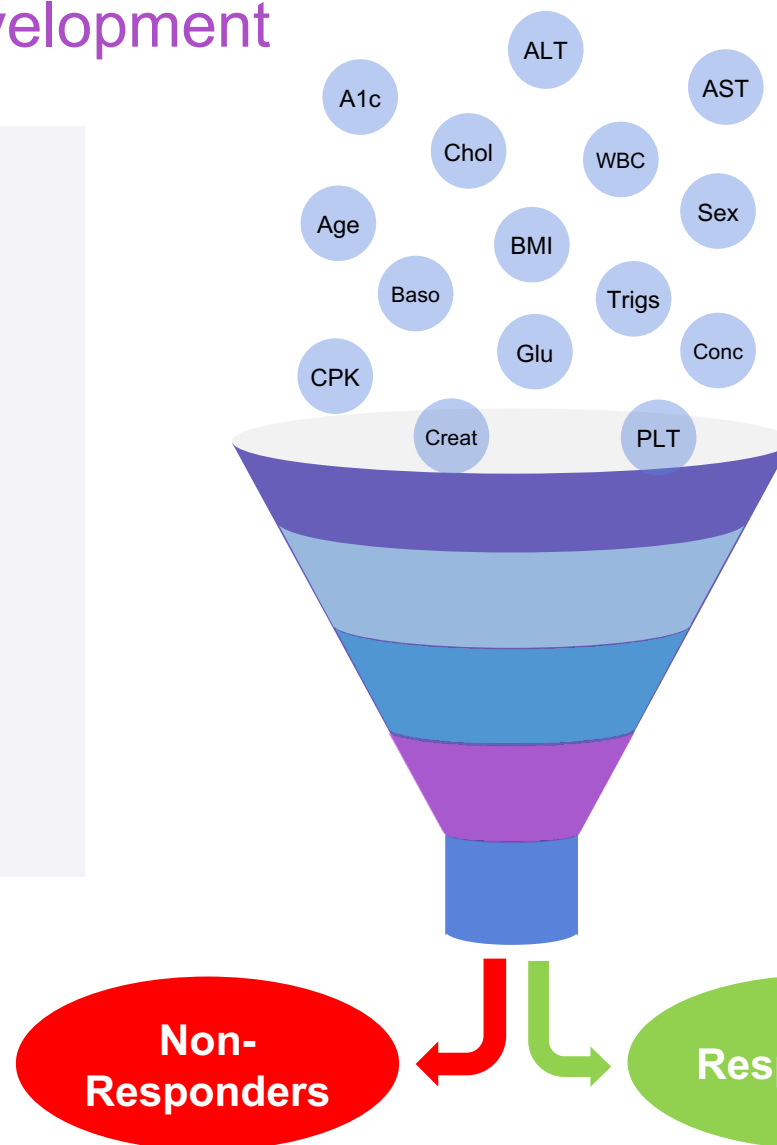 velopment
ALT
A1c
AST
Chol
WBC
Age
Sex
BMI
Baso
Trigs
Glu
Conc
CPK
Creat
PLT
Non-
Responders
Resp